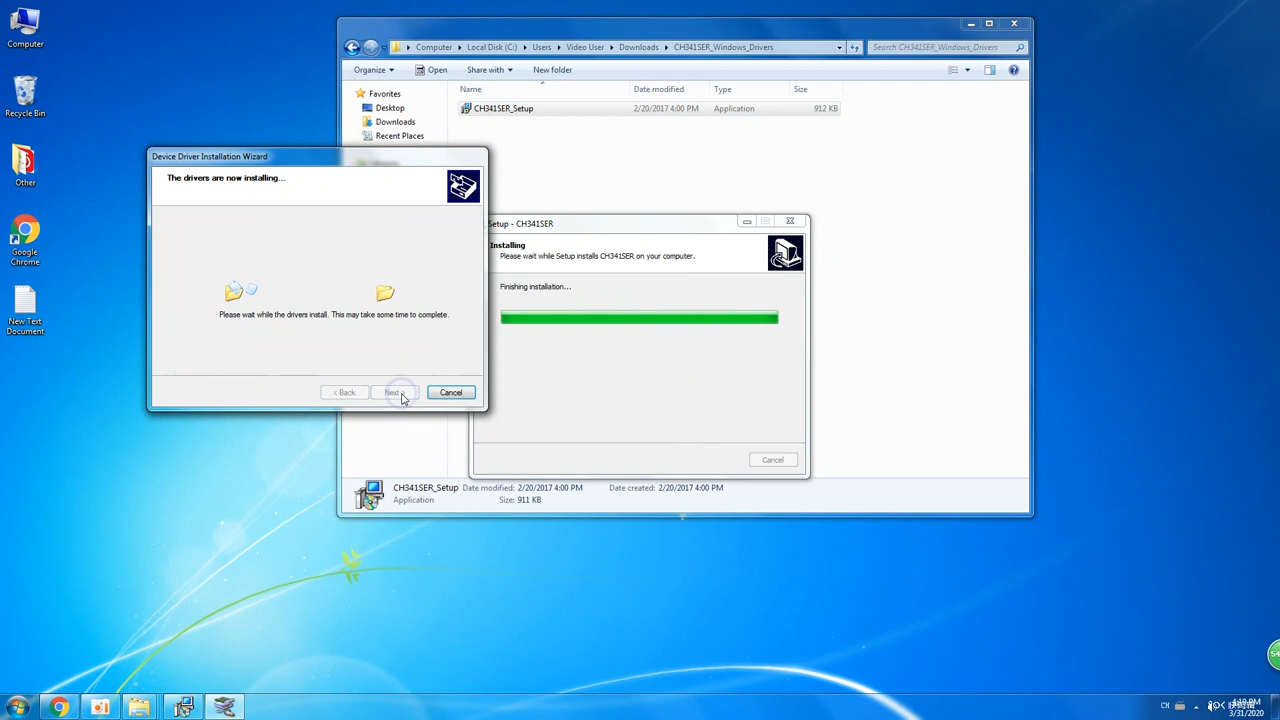 Computer
Recycle Bin
Other
Google
Chrome
New Text
Document
Computer
Local Disk (C:)
Users
Video User
Downloads
CH341SER_Windows_Drivers
Search CH341SER_Windows_Drivers
Organize
Open
Share with
New folder
Name
Date modified
Type
Size
Favorites
Desktop
Downloads
Recent Places
CH341SER_Setup
2/20/2017 4:00 PM
Application
912 KB
Device Driver Installation Wizard
The drivers are now installing...
Please wait while the drivers install. This may take some time to complete.
< Back
Next
Cancel
Setup - CH341SER
Installing
Please wait while Setup installs CH341SER on your computer.
Finishing installation...
Cancel
CH341SER_Setup
Date modified: 2/20/2017 4:00 PM
Date created: 2/20/2017 4:00 PM
Application
Size: 911 KB
54
CH
3/31/2020